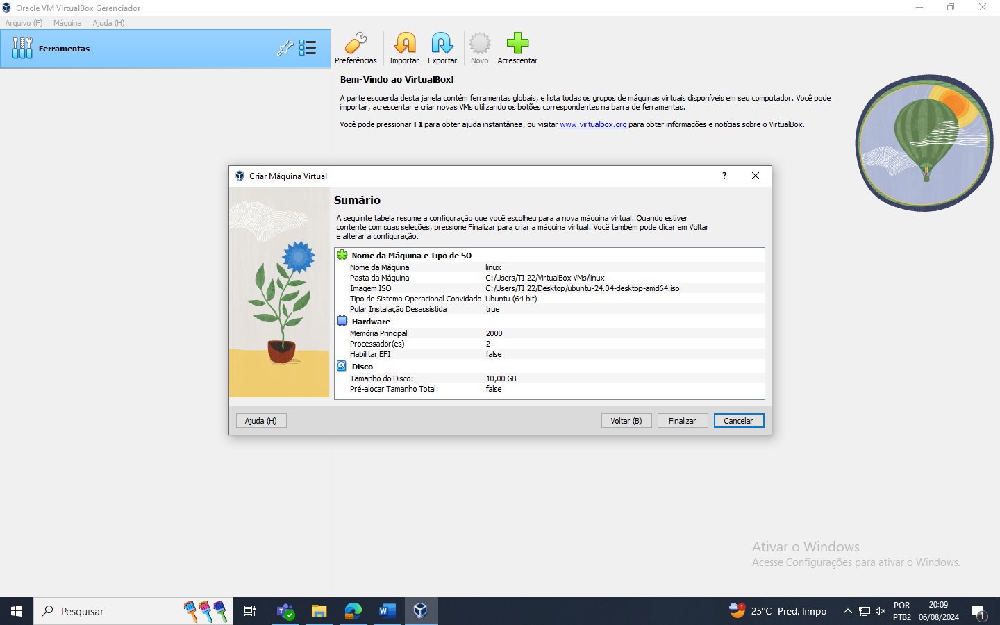 Oracle VM VirtualBox Gerenciador
Arquivo (F) Máquina Ajuda (H)
Ferramentas
Preferências Importar Exportar Novo Acrescentar
Bem-Vindo ao VirtualBox!
A parte esquerda desta janela contém ferramentas globais, e lista todas os grupos de máquinas virtuais disponíveis em seu computador. Você pode
importar, acrescentar e criar novas VMs utilizando os botões correspondentes na barra de ferramentas.
Você pode pressionar F1 para obter ajuda instantânea, ou visitar www.virtualbox.org para obter informações e notícias sobre o VirtualBox.
Criar Máquina Virtual
?
Sumário
A seguinte tabela resume a configuração que você escolheu para a nova máquina virtual. Quando estiver
contente com suas seleções, pressione Finalizar para criar a máquina virtual. Você também pode clicar em Voltar
e alterar a configuração.
Nome da Máquina e Tipo de SO
Nome da Máquina linux
Pasta da Máquina C:/Users/TI 22/VirtualBox VMs/linux
Imagem ISO C:/Users/TI 22/Desktop/ubuntu-24.04-desktop-amd64.iso
Tipo de Sistema Operacional Convidado Ubuntu (64-bit)
Pular Instalação Desassistida true
Hardware
Memória Principal 2000
Processador(es) 2
Habilitar EFI false
Disco
Tamanho do Disco: 10,00 GB
Pré-alocar Tamanho Total false
Ajuda (H) Voltar (B) Finalizar Cancelar
Ativar o Windows
Acesse Configurações para ativar o Windows.
Pesquisar
1
25°C Pred. limpo
POR
PTB2
20:09
06/08/2024
1